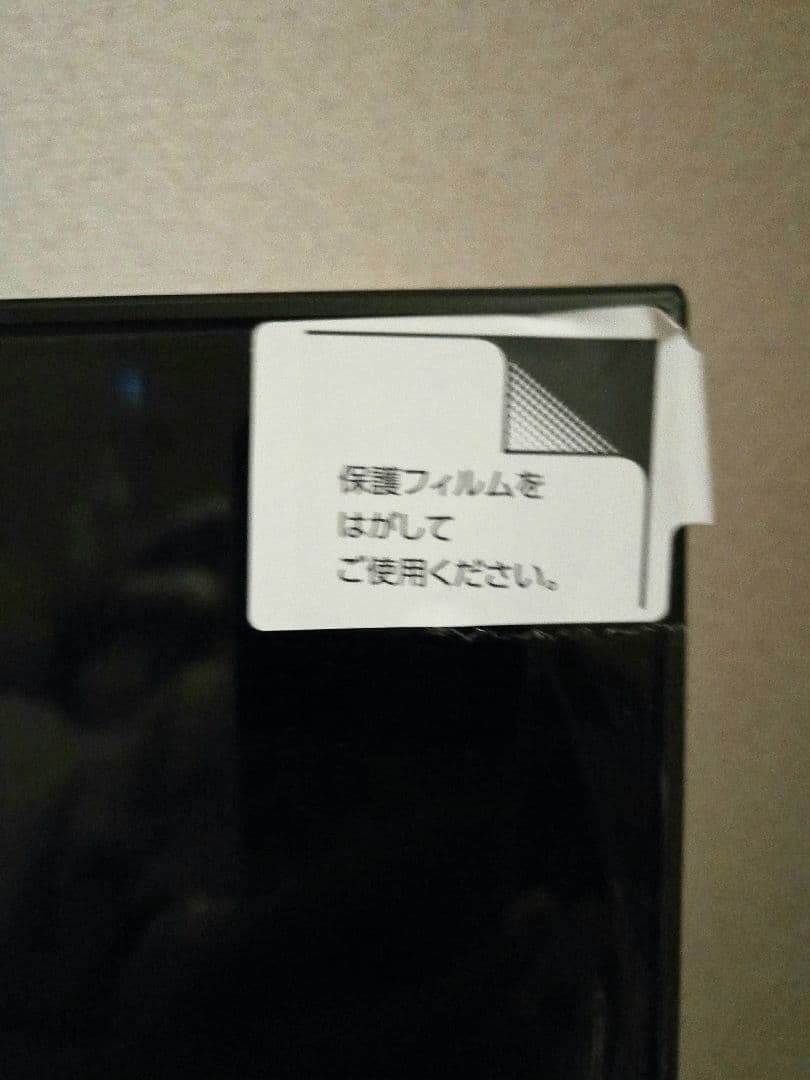 保護フィルムを
はがして
ご使用ください。